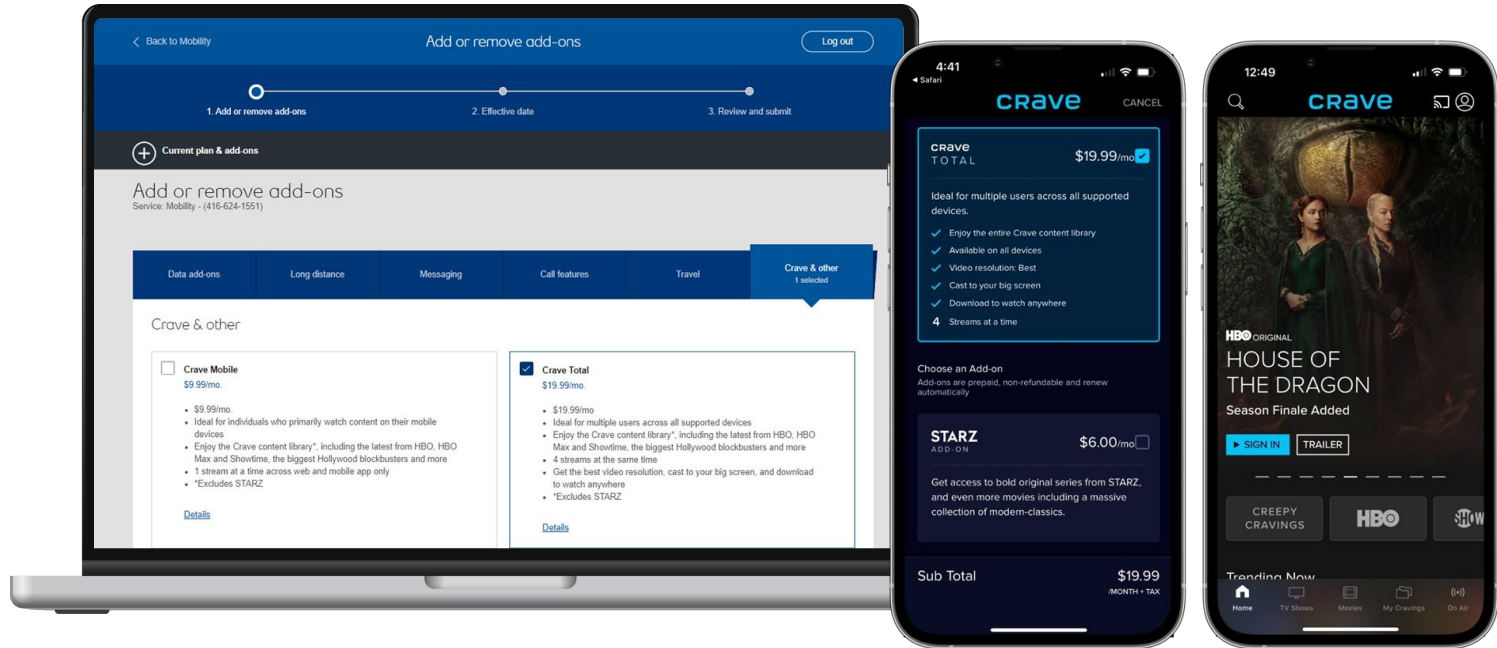 Back to Mobility
Add or remove add-ons
Log out
1. Add or remove add-ons
2. Effective date
3. Review and submit
Current plan & add-ons
Add or remove add-ons
Service: Mobility - (416-624-1551)
Data add-ons
Long distance
Messaging
Call features
Travel
Crave & other
1 selected
Crave & other
Crave Mobile
$9.99/mo.
• $9.99/mo.
• Ideal for individuals who primarily watch content on their mobile
devices
• Enjoy the Crave content library*, including the latest from HBO, HBO
Max and Showtime, the biggest Hollywood blockbusters and more
• 1 stream at a time across web and mobile app only
• *Excludes STARZ
Details
Crave Total
$19.99/mo.
• $19.99/mo
• Ideal for multiple users across all supported devices
• Enjoy the Crave content library*, including the latest from HBO, HBO
Max and Showtime, the biggest Hollywood blockbusters and more
• 4 streams at the same time
• Get the best video resolution, cast to your big screen, and download
to watch anywhere
• *Excludes STARZ
Details
4:41
Safari
CRAVE
CANCEL
CRAVE
TOTAL
$19.99/mo
Ideal for multiple users across all supported
devices.
Enjoy the entire Crave content library
Available on all devices
Video resolution: Best
Cast to your big screen
Download to watch anywhere
4 Streams at a time
Choose an Add-on
Add-ons are prepaid, non-refundable and renew
automatically
STARZ
ADD-ON
$6.00/mo
Get access to bold original series from STARZ,
and even more movies including a massive
collection of modern-classics.
Sub Total
$19.99
/MONTH + TAX
12:49
CRAVE
HBO ORIGINAL
HOUSE OF
THE DRAGON
Season Finale Added
SIGN IN
TRAILER
CREEPY
CRAVINGS
HBO
SHOW
Trending Now
Home
TV Shows
Movies
My Cravings
On Air